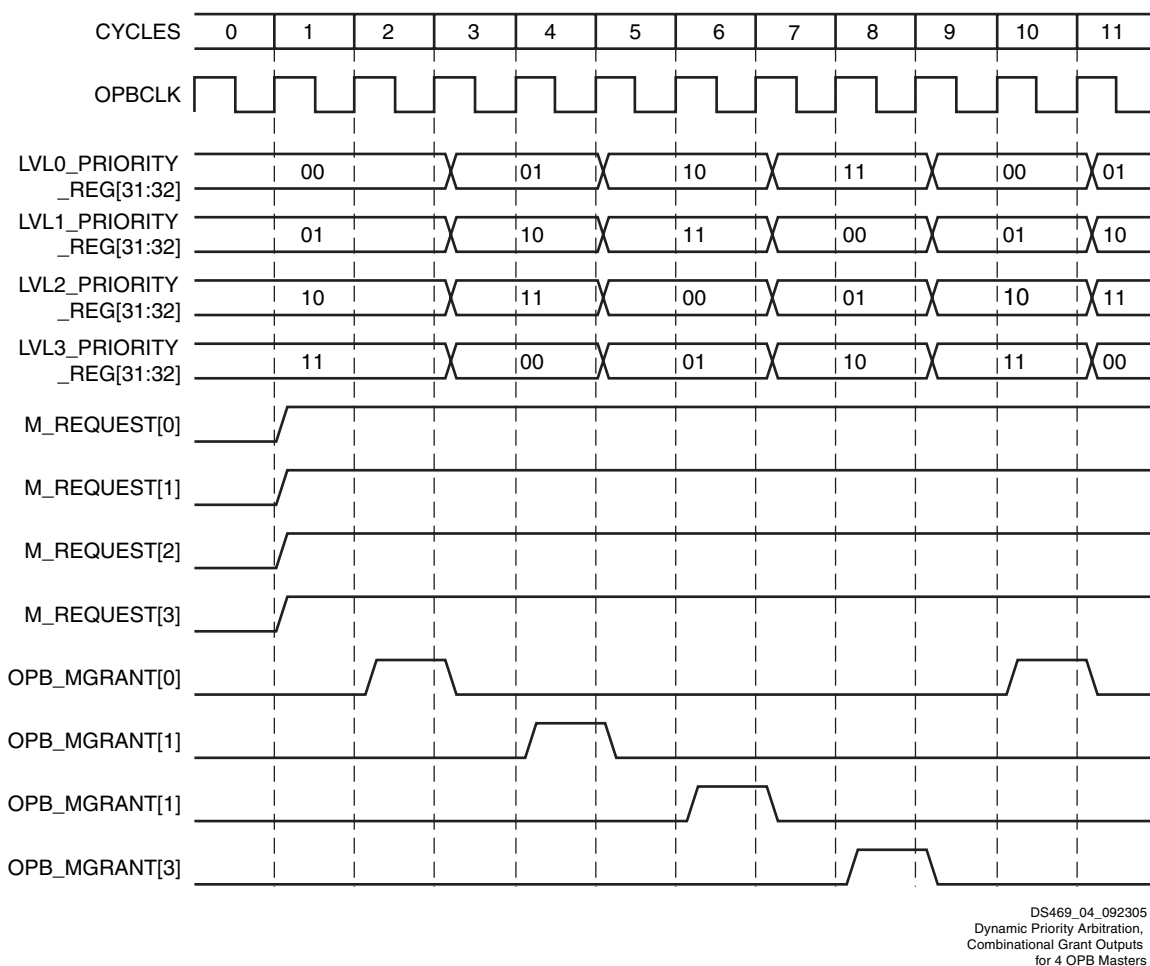 CYCLES 0 1 2 3 4 5 6 7 8 9 10 11
OPBCLK
LVL0_PRIORITY
_REG[31:32] 00 01 10 11 00 01
LVL1_PRIORITY
_REG[31:32] 01 10 11 00 01 10
LVL2_PRIORITY
_REG[31:32] 10 11 00 01 10 11
LVL3_PRIORITY
_REG[31:32] 11 00 01 10 11 00
M_REQUEST[0]
M_REQUEST[1]
M_REQUEST[2]
M_REQUEST[3]
OPB_MGRANT[0]
OPB_MGRANT[1]
OPB_MGRANT[1]
OPB_MGRANT[3]
DS469_04_092305
Dynamic Priority Arbitration,
Combinational Grant Outputs
for 4 OPB Masters